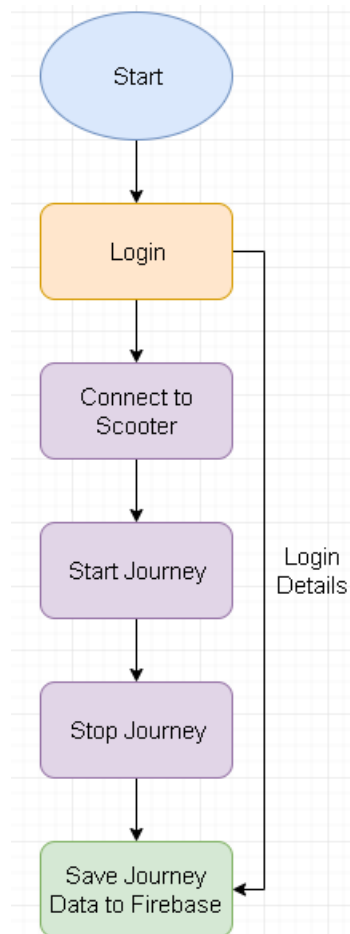 Start
Login
Connect to
Scooter
Start Journey
Login
Details
Stop Journey
Save Journey
Data to Firebase